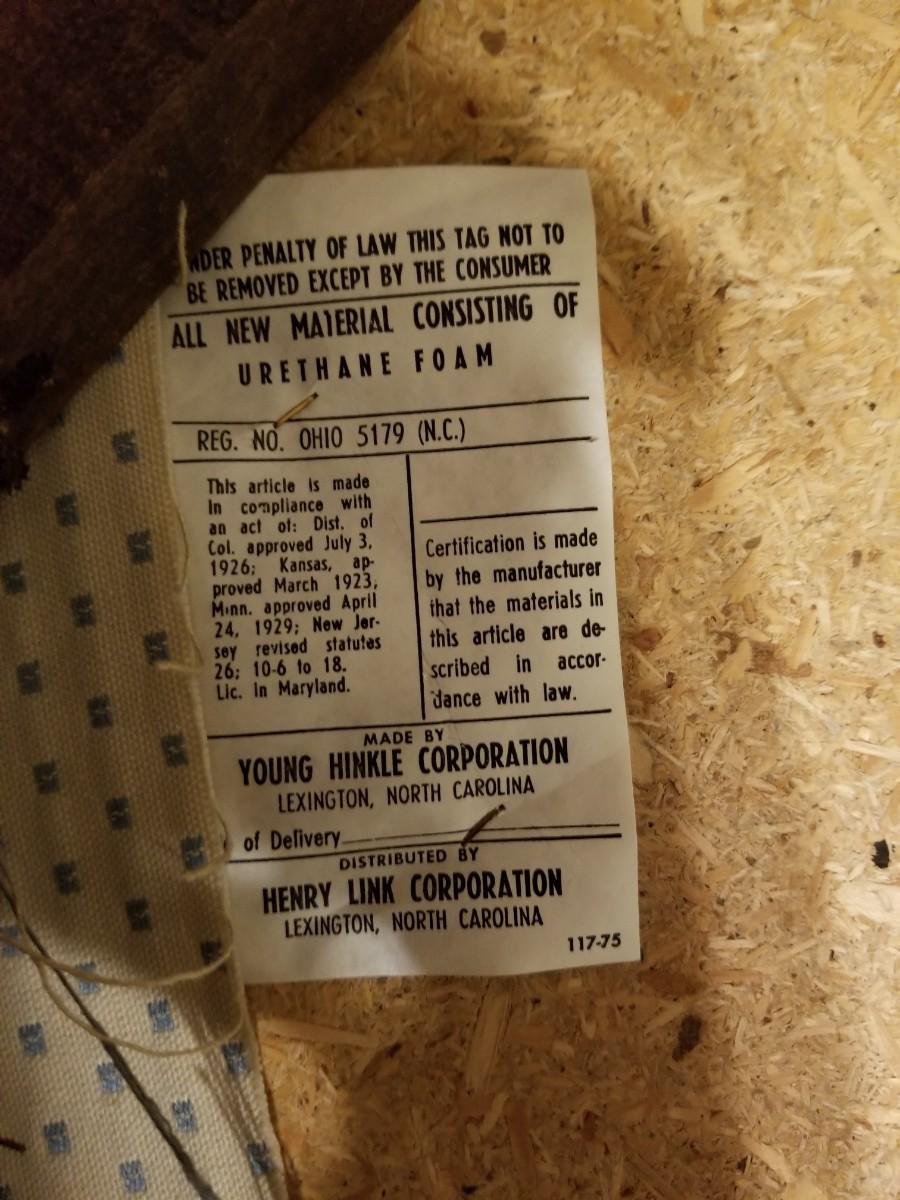 NDER PENALTY OF LAW THIS TAG NOT TO
BE REMOVED EXCEPT BY THE CONSUMER
ALL NEW MATERIAL CONSISTING OF
URETHANE FOAM
REG. NO. OHIO 5179 (N.C.)
This article is made
in compliance with
an act of: Dist. of
Col. approved July 3,
1926; Kansas, ap-
proved March 1923,
Minn. approved April
24, 1929; New Jer-
sey revised statutes
26; 10-6 to 18.
Lic. in Maryland.
Certification is made
by the manufacturer
that the materials in
this article are de-
scribed in accor-
dance with law.
MADE BY
YOUNG HINKLE CORPORATION
LEXINGTON, NORTH CAROLINA
of Delivery
DISTRIBUTED BY
HENRY LINK CORPORATION
LEXINGTON, NORTH CAROLINA
117-75